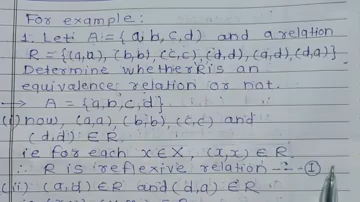 For example:
1. Let A = {a,b,c,d} and a relation
R = {(a,a), (b,b), (c,c), (d,d), (a,d), (d,a)}
Determine whether R is an
equivalence relation or not.
→ A = {a,b,c,d}
(i) now, (a,a), (b,b), (c,c) and
(d,d) ∈ R
ie for each x∈X, (x,x) ∈ R
∴ R is reflexive relation - - ①
(ii) (a,d) ∈ R and (d,a) ∈ R